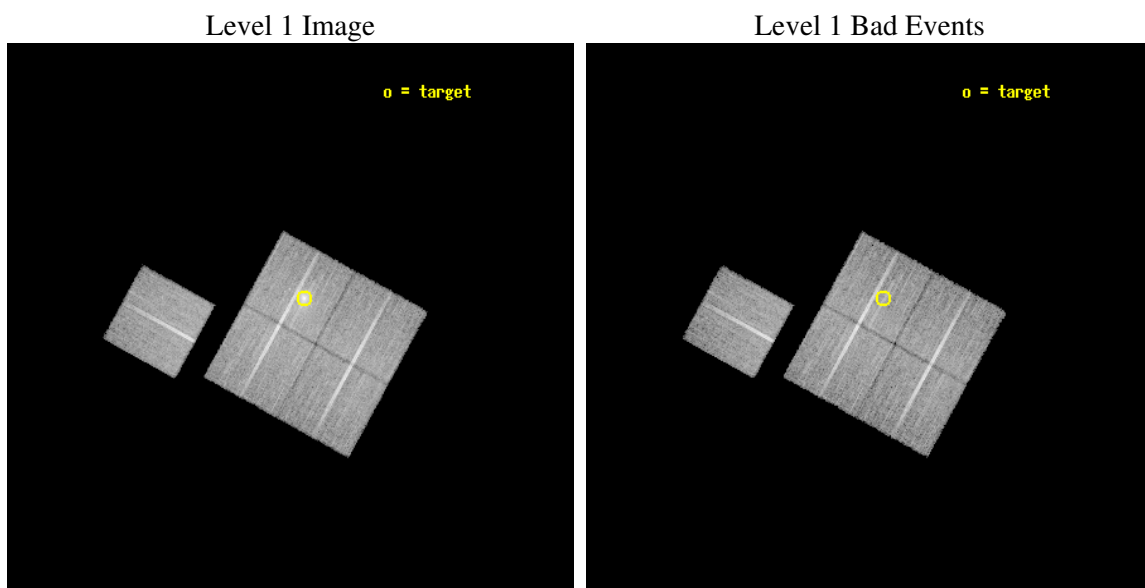 Level 1 Image
Level 1 Bad Events
o = target
o = target